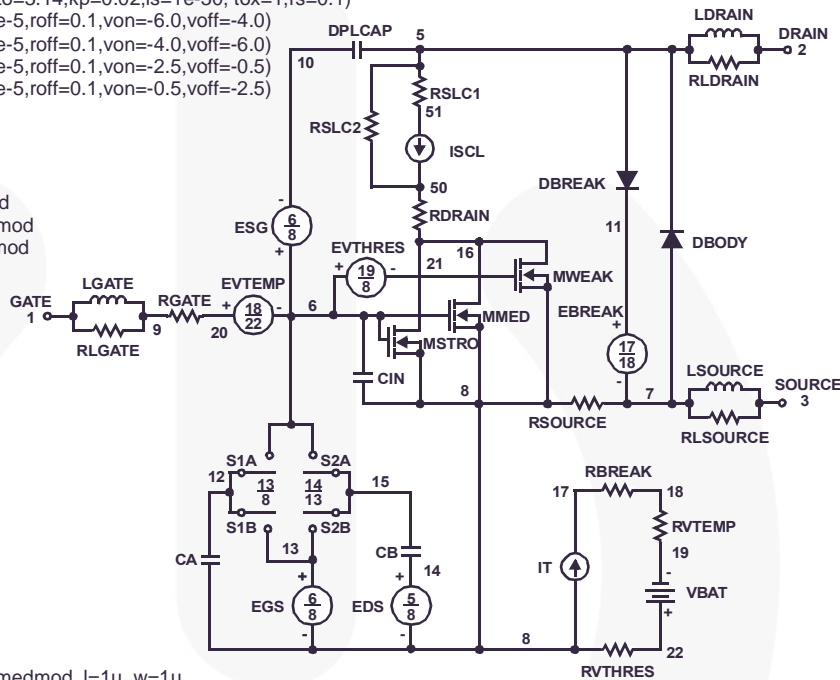 e-5,roff=0.1,von=-6.0,voff=-4.0)
e-5,roff=0.1,von=-4.0,voff=-6.0)
e-5,roff=0.1,von=-2.5,voff=-0.5)
e-5,roff=0.1,von=-0.5,voff=-2.5)
LDRAIN
DPLCAP 5 DRAIN
10 2
RLDRAIN
RSLC1
51
RSLC2
ISCL
DBREAK
50
RDRAIN
11
DBODY
ESG 6 8
- +
EVTHRES
+ 19 8 -
21 16
MWEAK
LGATE
EVTEMP
GATE
1
RGATE
+ 18 22 -
6
MMED
EBREAK
+
17 18
-
RLGATE
9
20
MSTRO
CIN
LSOURCE
8 7 SOURCE
3
RSOURCE
RLSOURCE
S1A S2A
12 13 8 14 13 15
S1B S2B
13
CA
CB
14
+ +
EGS 6 8 EDS 5 8
- -
RBREAK
17 18
RVTEMP
19
IT
-
VBAT
+
8
22
RVTHRES
medmod l=1u w=1u